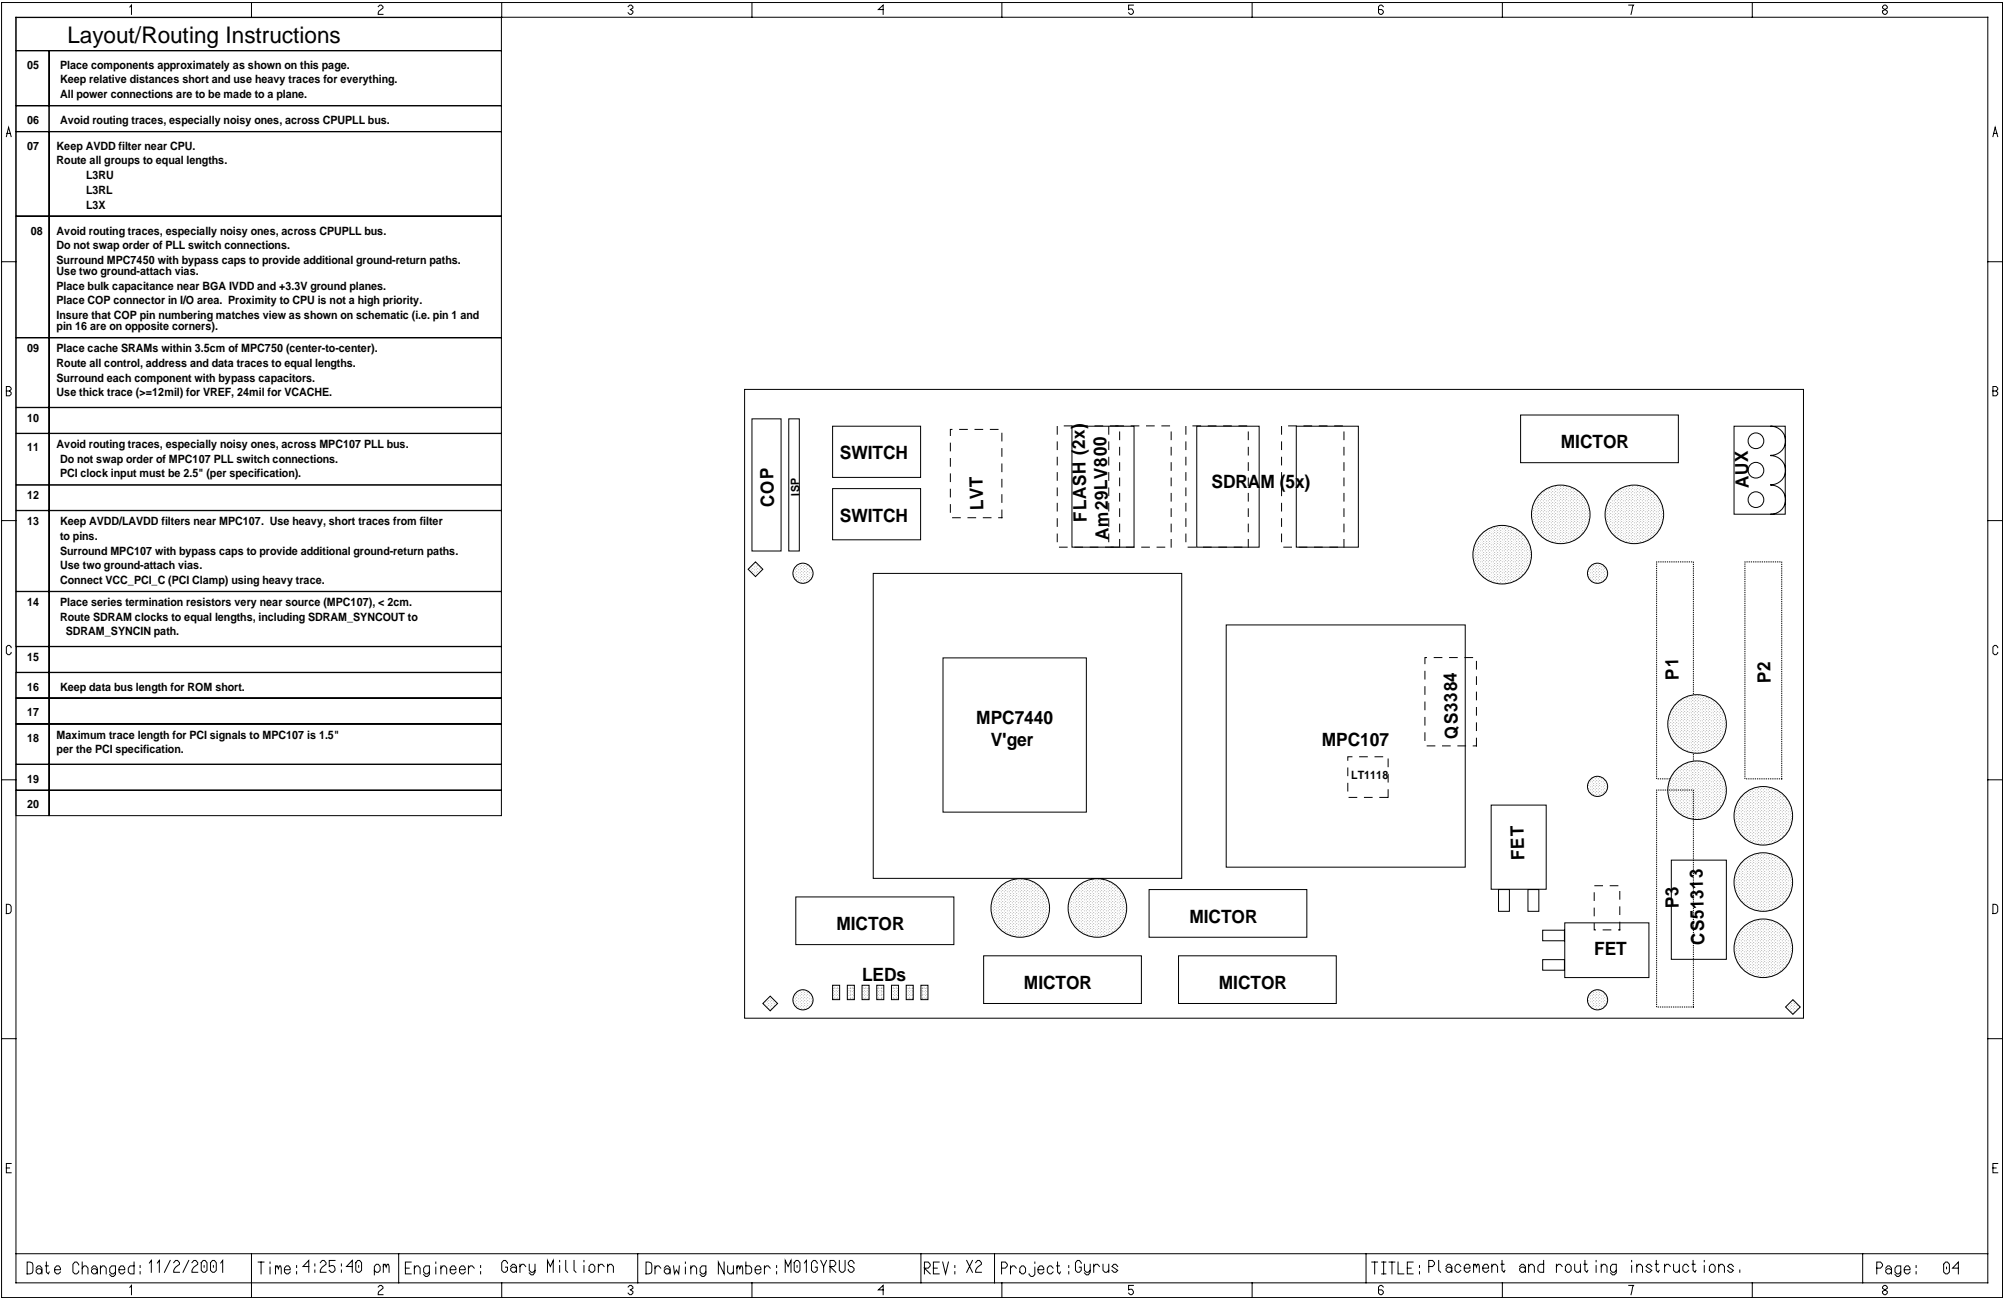 1 2 3 4 5 6 7 8
Layout/Routing Instructions
05 Place components approximately as shown on this page.
Keep relative distances short and use heavy traces for everything.
All power connections are to be made to a plane.
06 Avoid routing traces, especially noisy ones, across CPUPLL bus.
07 Keep AVDD filter near CPU.
Route all groups to equal lengths.
L3RU
L3RL
L3X
08 Avoid routing traces, especially noisy ones, across CPUPLL bus.
Do not swap order of PLL switch connections.
Surround MPC7450 with bypass caps to provide additional ground-return paths.
Use two ground-attach vias.
Place bulk capacitance near BGA IVDD and +3.3V ground planes.
Place COP connector in I/O area. Proximity to CPU is not a high priority.
Insure that COP pin numbering matches view as shown on schematic (i.e. pin 1 and
pin 16 are on opposite corners).
09 Place cache SRAMs within 3.5cm of MPC750 (center-to-center).
Route all control, address and data traces to equal lengths.
Surround each component with bypass capacitors.
Use thick trace (>=12mil) for VREF, 24mil for VCACHE.
10
11 Avoid routing traces, especially noisy ones, across MPC107 PLL bus.
Do not swap order of MPC107 PLL switch connections.
PCI clock input must be 2.5" (per specification).
12
13 Keep AVDD/LAVDD filters near MPC107. Use heavy, short traces from filter
to pins.
Surround MPC107 with bypass caps to provide additional ground-return paths.
Use two ground-attach vias.
Connect VCC_PCI_C (PCI Clamp) using heavy trace.
14 Place series termination resistors very near source (MPC107), < 2cm.
Route SDRAM clocks to equal lengths, including SDRAM_SYNCOUT to
SDRAM_SYNCIN path.
15
16 Keep data bus length for ROM short.
17
18 Maximum trace length for PCI signals to MPC107 is 1.5"
per the PCI specification.
19
20
A
B
C
D
E
A
B
C
D
E
COP
ISP
SWITCH
SWITCH
LVT
FLASH (2x)
Am29LV800
SDRAM (5x)
MICTOR
AUX
MPC7440
V'ger
MPC107
QS3384
LT1118
P1
P2
FET
P3
CS51313
FET
MICTOR
MICTOR
LEDs
MICTOR
MICTOR
Date Changed: 11/2/2001 Time: 4:25:40 pm Engineer: Gary Milliorn Drawing Number: M01GYRUS REV: X2 Project: Gyrus TITLE: Placement and routing instructions. Page: 04
1 2 3 4 5 6 7 8